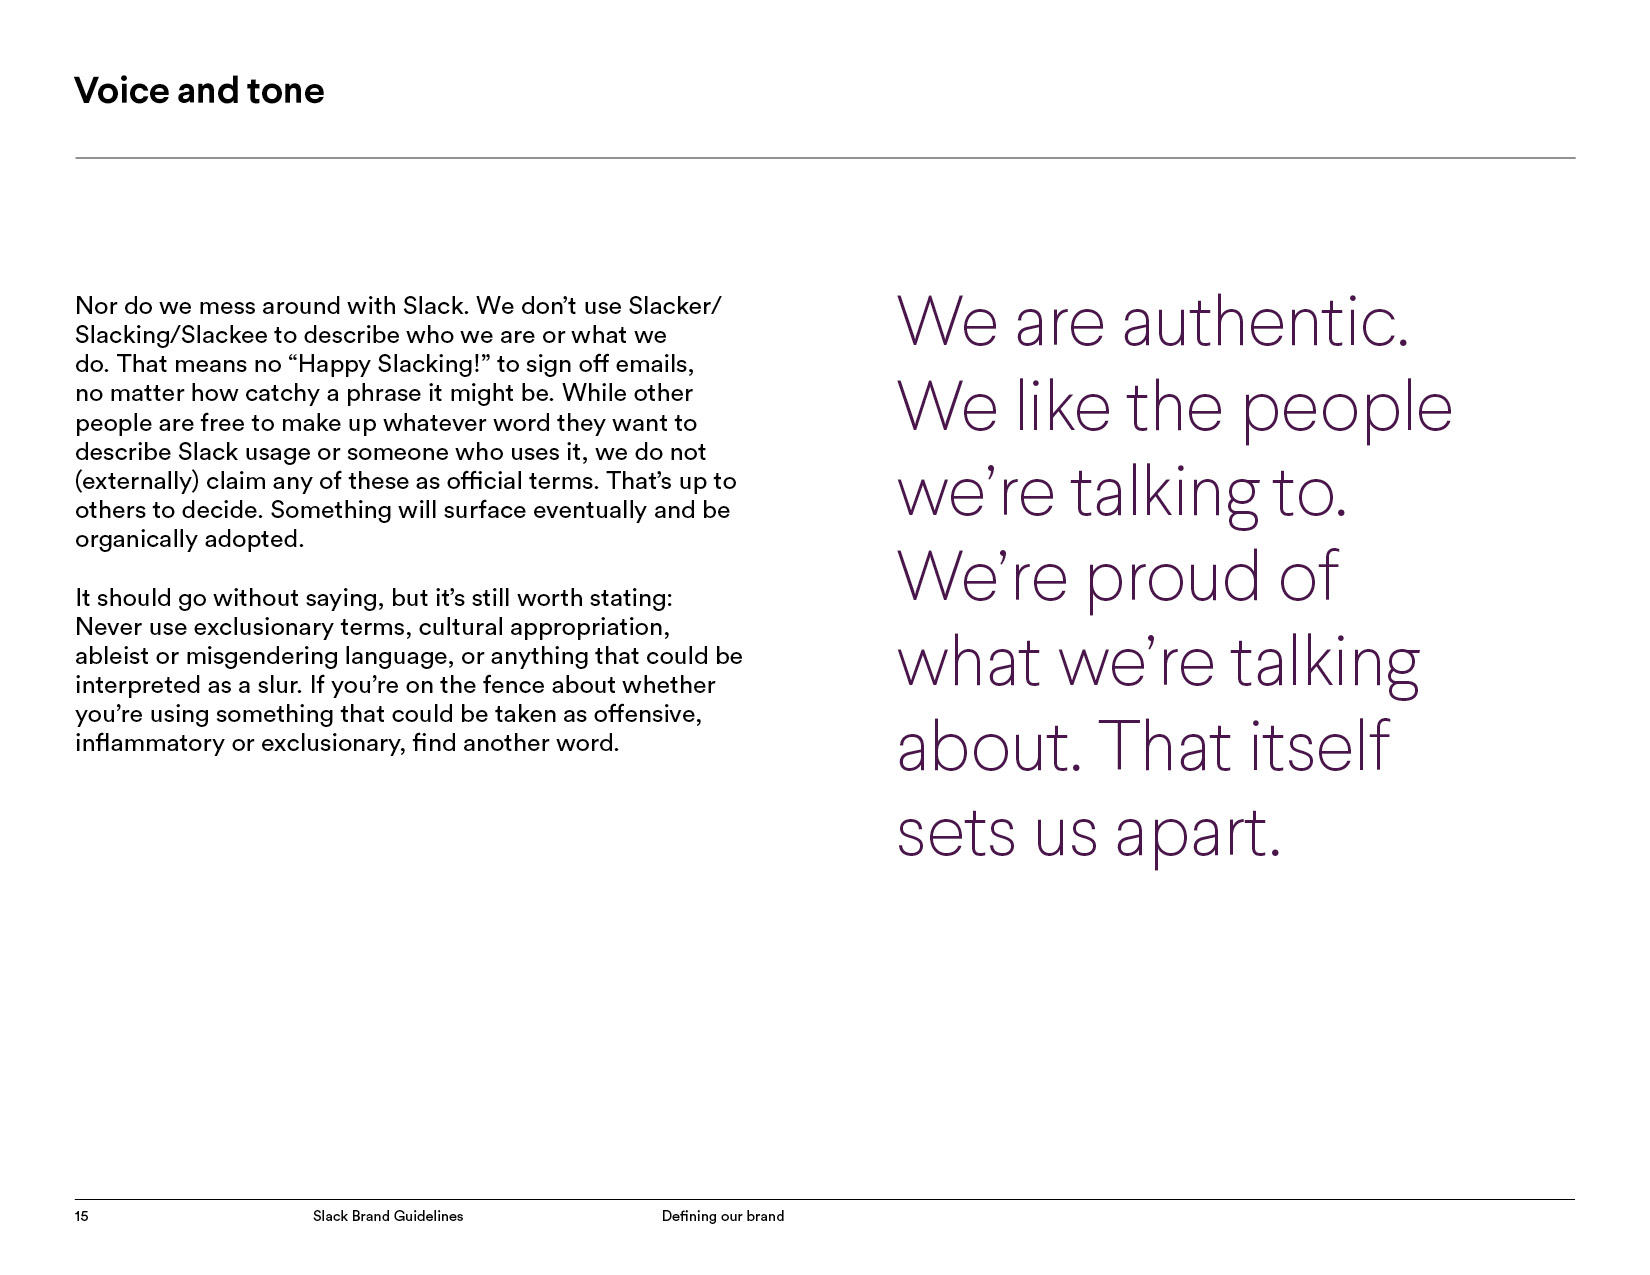 Voice and tone
Nor do we mess around with Slack. We don’t use Slacker/
Slacking/Slackee to describe who we are or what we
do. That means no “Happy Slacking!” to sign off emails,
no matter how catchy a phrase it might be. While other
people are free to make up whatever word they want to
describe Slack usage or someone who uses it, we do not
(externally) claim any of these as official terms. That’s up to
others to decide. Something will surface eventually and be
organically adopted.
It should go without saying, but it’s still worth stating:
Never use exclusionary terms, cultural appropriation,
ableist or misgendering language, or anything that could be
interpreted as a slur. If you’re on the fence about whether
you’re using something that could be taken as offensive,
inflammatory or exclusionary, find another word.
We are authentic.
We like the people
we’re talking to.
We’re proud of
what we’re talking
about. That itself
sets us apart.
15 Slack Brand Guidelines Defining our brand